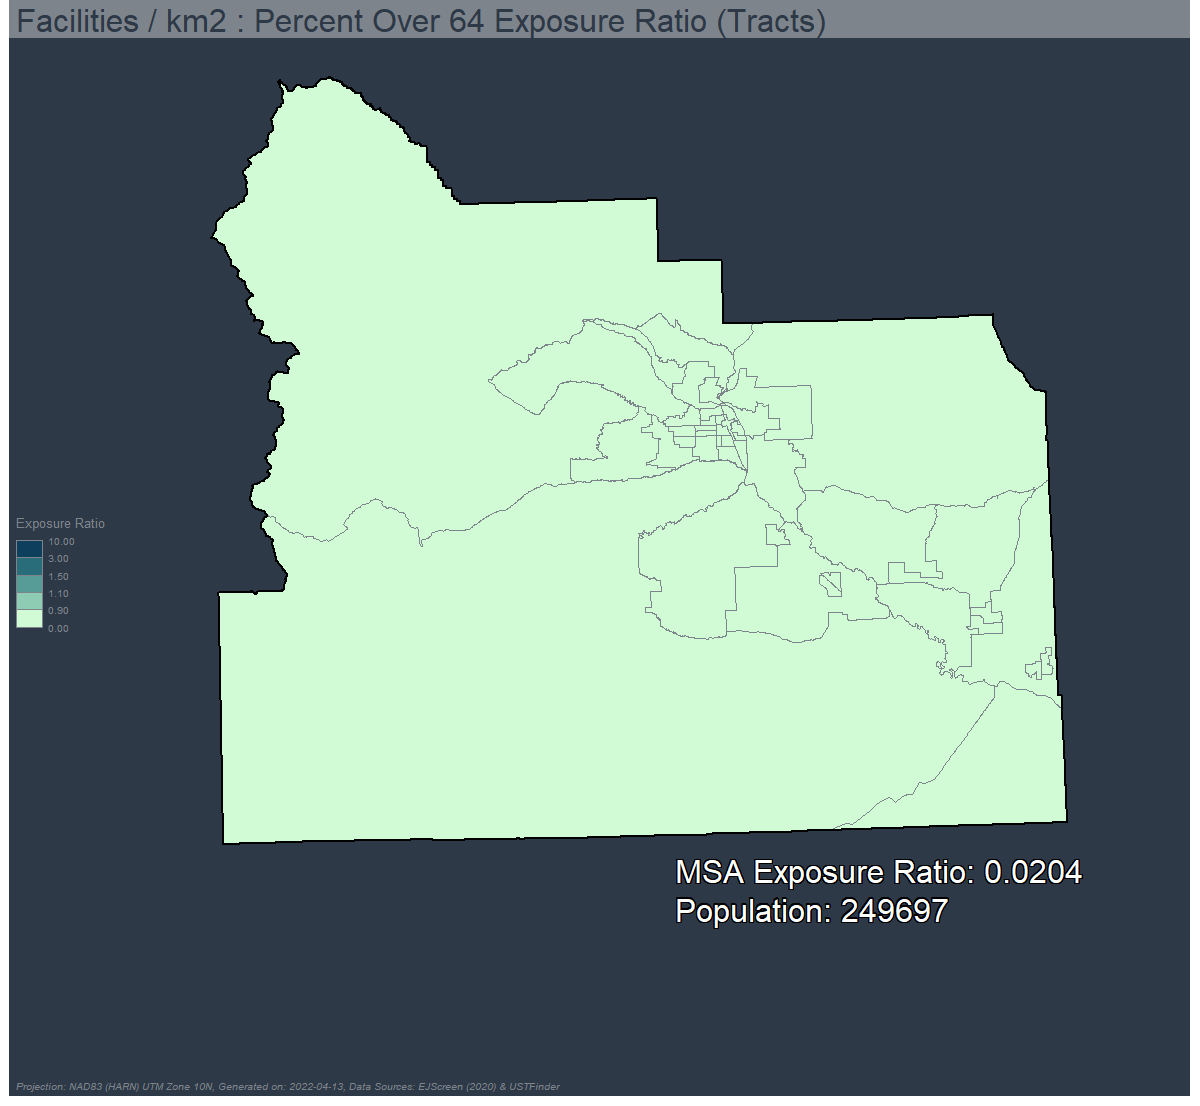 Facilities / km2 : Percent Over 64 Exposure Ratio (Tracts)
Exposure Ratio
10.00
3.00
1.50
1.10
0.90
0.00
MSA Exposure Ratio: 0.0204
Population: 249697
Projection: NAD83 (HARN) UTM Zone 10N, Generated on: 2022-04-13, Data Sources: EJScreen (2020) & USTFinder